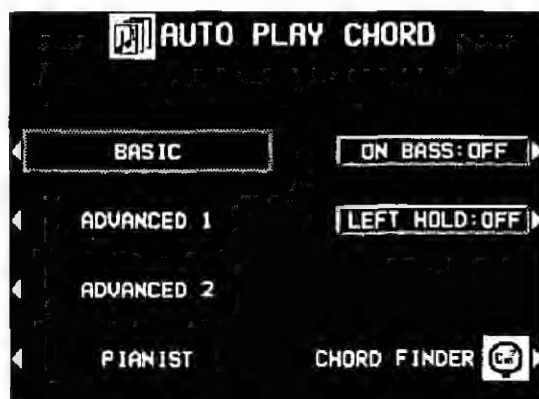 AUTO PLAY CHORD
BASIC
ON BASS:OFF
ADVANCED 1
LEFT HOLD:OFF
ADVANCED 2
PIANIST
CHORD FINDER